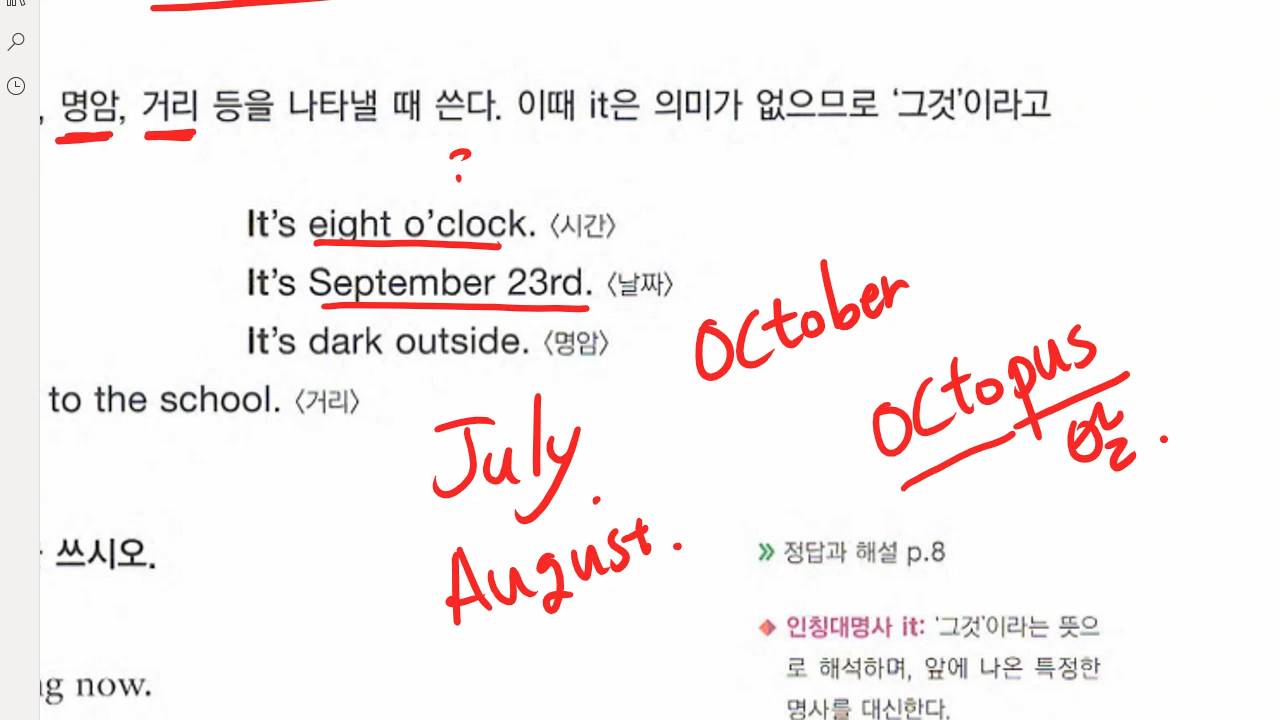 , 명암, 거리 등을 나타낼 때 쓴다. 이때 it은 의미가 없으므로 '그것'이라고
?
It's eight o'clock. 〈시간〉
It's September 23rd. 〈날짜〉
It's dark outside. 〈명암〉
to the school. 〈거리〉
October
Octopus
July.
August.
쓰시오.
» 정답과 해설 p.8
인칭대명사 it: '그것'이라는 뜻으
로 해석하며, 앞에 나온 특정한
명사를 대신한다.
now.